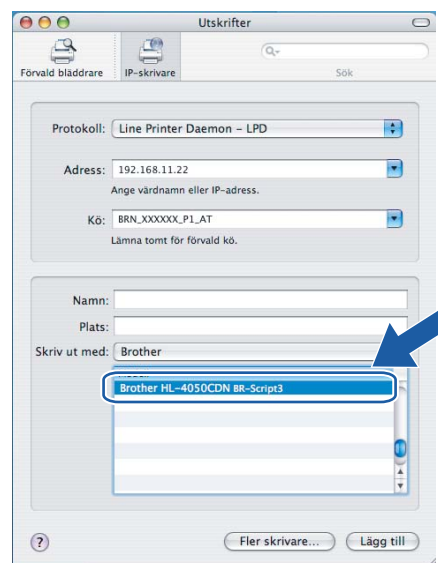 Utskrifter
Förvald bläddrare
IP-skrivare
Sök
Protokoll: Line Printer Daemon – LPD
Adress: 192.168.11.22
Ange värdnamn eller IP-adress.
Kö: BRN_XXXXXX_P1_AT
Lämna tomt för förvald kö.
Namn:
Plats:
Skriv ut med: Brother
Brother HL-4050CDN BR-Script3
?
Fler skrivare...
Lägg till